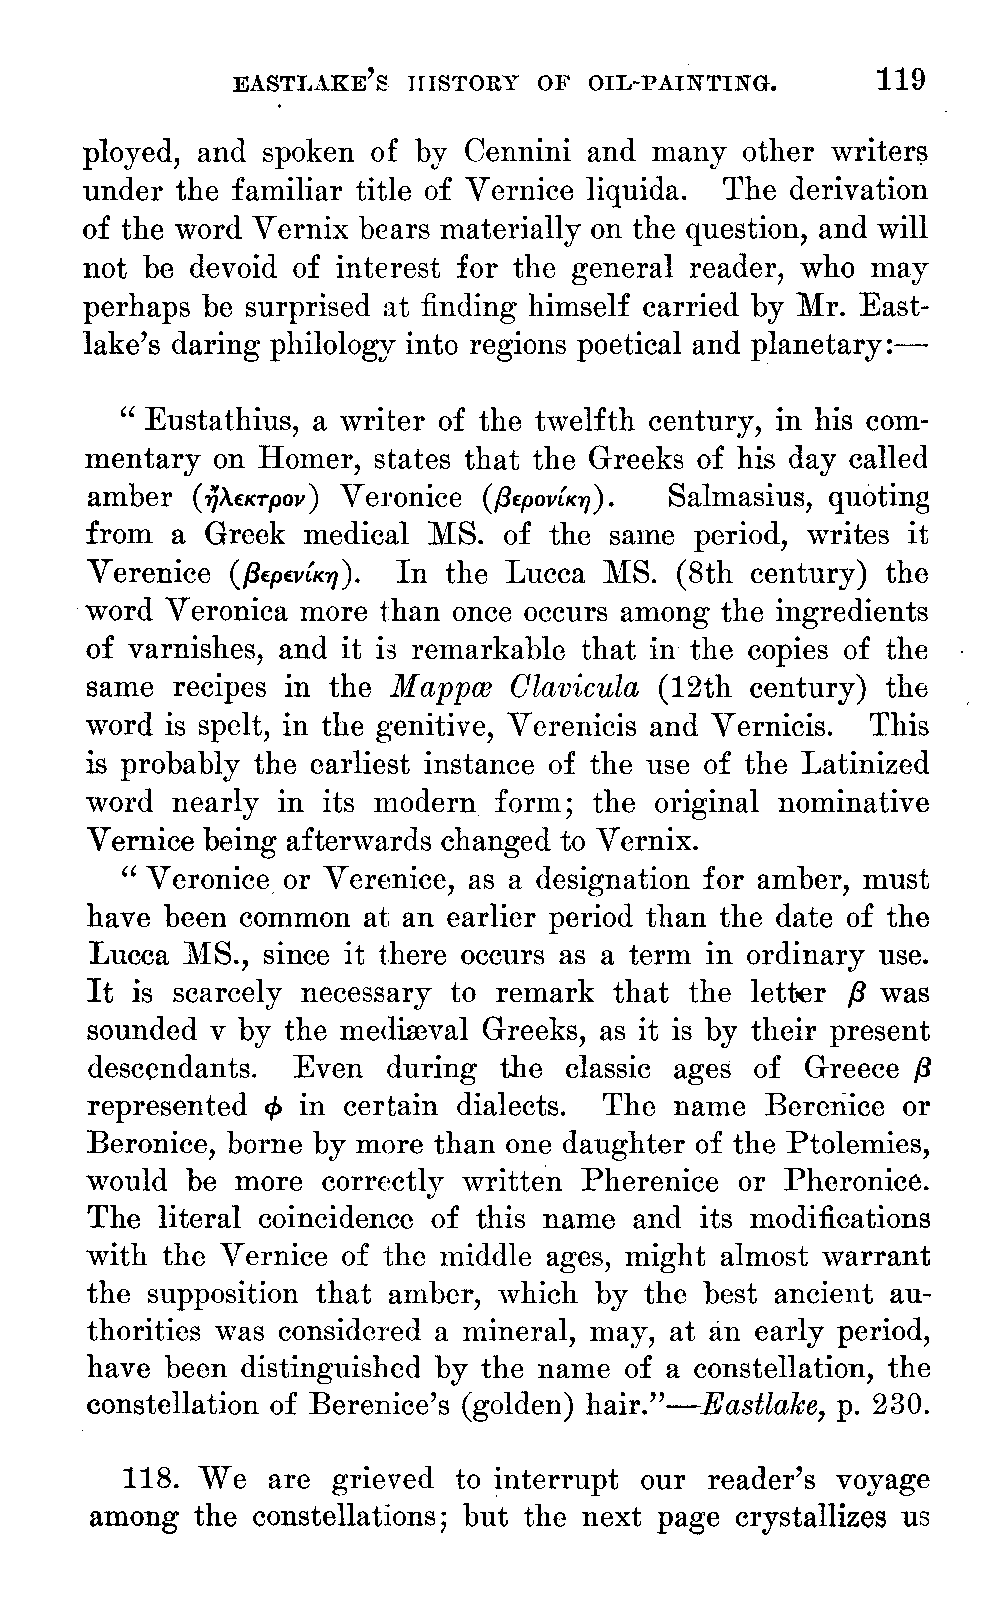 EASTLAKE'S HISTORY OF OIL-PAINTING. 119
ployed, and spoken of by Cennini and many other writers
under the familiar title of Vernice liquida. The derivation
of the word Vernix bears materially on the question, and will
not be devoid of interest for the general reader, who may
perhaps be surprised at finding himself carried by Mr. East-
lake's daring philology into regions poetical and planetary:—
“ Eustathius, a writer of the twelfth century, in his com-
mentary on Homer, states that the Greeks of his day called
amber (ἤλεκτρον) Veronice (βερονίκη). Salmasius, quoting
from a Greek medical MS. of the same period, writes it
Verenice (βερενίκη). In the Lucca MS. (8th century) the
word Veronica more than once occurs among the ingredients
of varnishes, and it is remarkable that in the copies of the
same recipes in the Mappœ Clavicula (12th century) the
word is spelt, in the genitive, Verenicis and Vernicis. This
is probably the earliest instance of the use of the Latinized
word nearly in its modern form; the original nominative
Vernice being afterwards changed to Vernix.
“ Veronice or Verenice, as a designation for amber, must
have been common at an earlier period than the date of the
Lucca MS., since it there occurs as a term in ordinary use.
It is scarcely necessary to remark that the letter β was
sounded v by the mediæval Greeks, as it is by their present
descendants. Even during the classic ages of Greece β
represented φ in certain dialects. The name Berenice or
Beronice, borne by more than one daughter of the Ptolemies,
would be more correctly written Pherenice or Pheronice.
The literal coincidence of this name and its modifications
with the Vernice of the middle ages, might almost warrant
the supposition that amber, which by the best ancient au-
thorities was considered a mineral, may, at an early period,
have been distinguished by the name of a constellation, the
constellation of Berenice's (golden) hair.”—Eastlake, p. 230.
118. We are grieved to interrupt our reader's voyage
among the constellations; but the next page crystallizes us